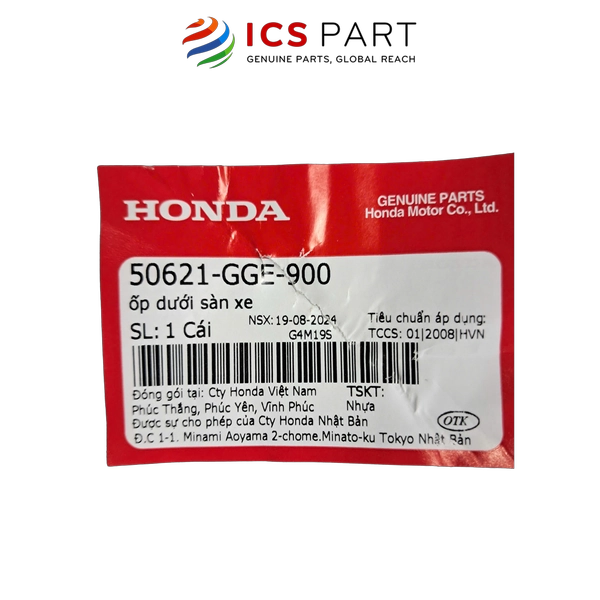 ICS PART
GENUINE PARTS, GLOBAL REACH
HONDA
GENUINE PARTS
Honda Motor Co., Ltd.
50621-GGE-900
ốp dưới sàn xe
SL: 1 Cái
NSX: 19-08-2024
G4M19S
Tiêu chuẩn áp dụng:
TCCS: 01|2008|HVN
Đóng gói tại: Cty Honda Việt Nam
Phúc Thắng, Phúc Yên, Vĩnh Phúc
TSKT:
Nhựa
Được sự cho phép của Cty Honda Nhật Bản
Đ.C 1-1. Minami Aoyama 2-chome.Minato-ku Tokyo Nhật Bản
OTK